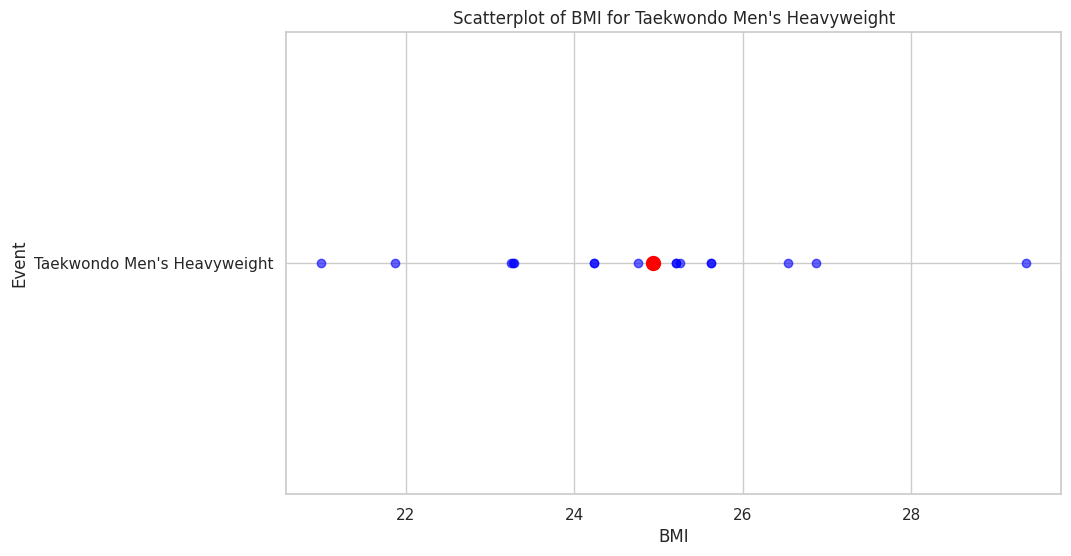 Scatterplot of BMI for Taekwondo Men's Heavyweight
Event
Taekwondo Men's Heavyweight
22 24 26 28
BMI